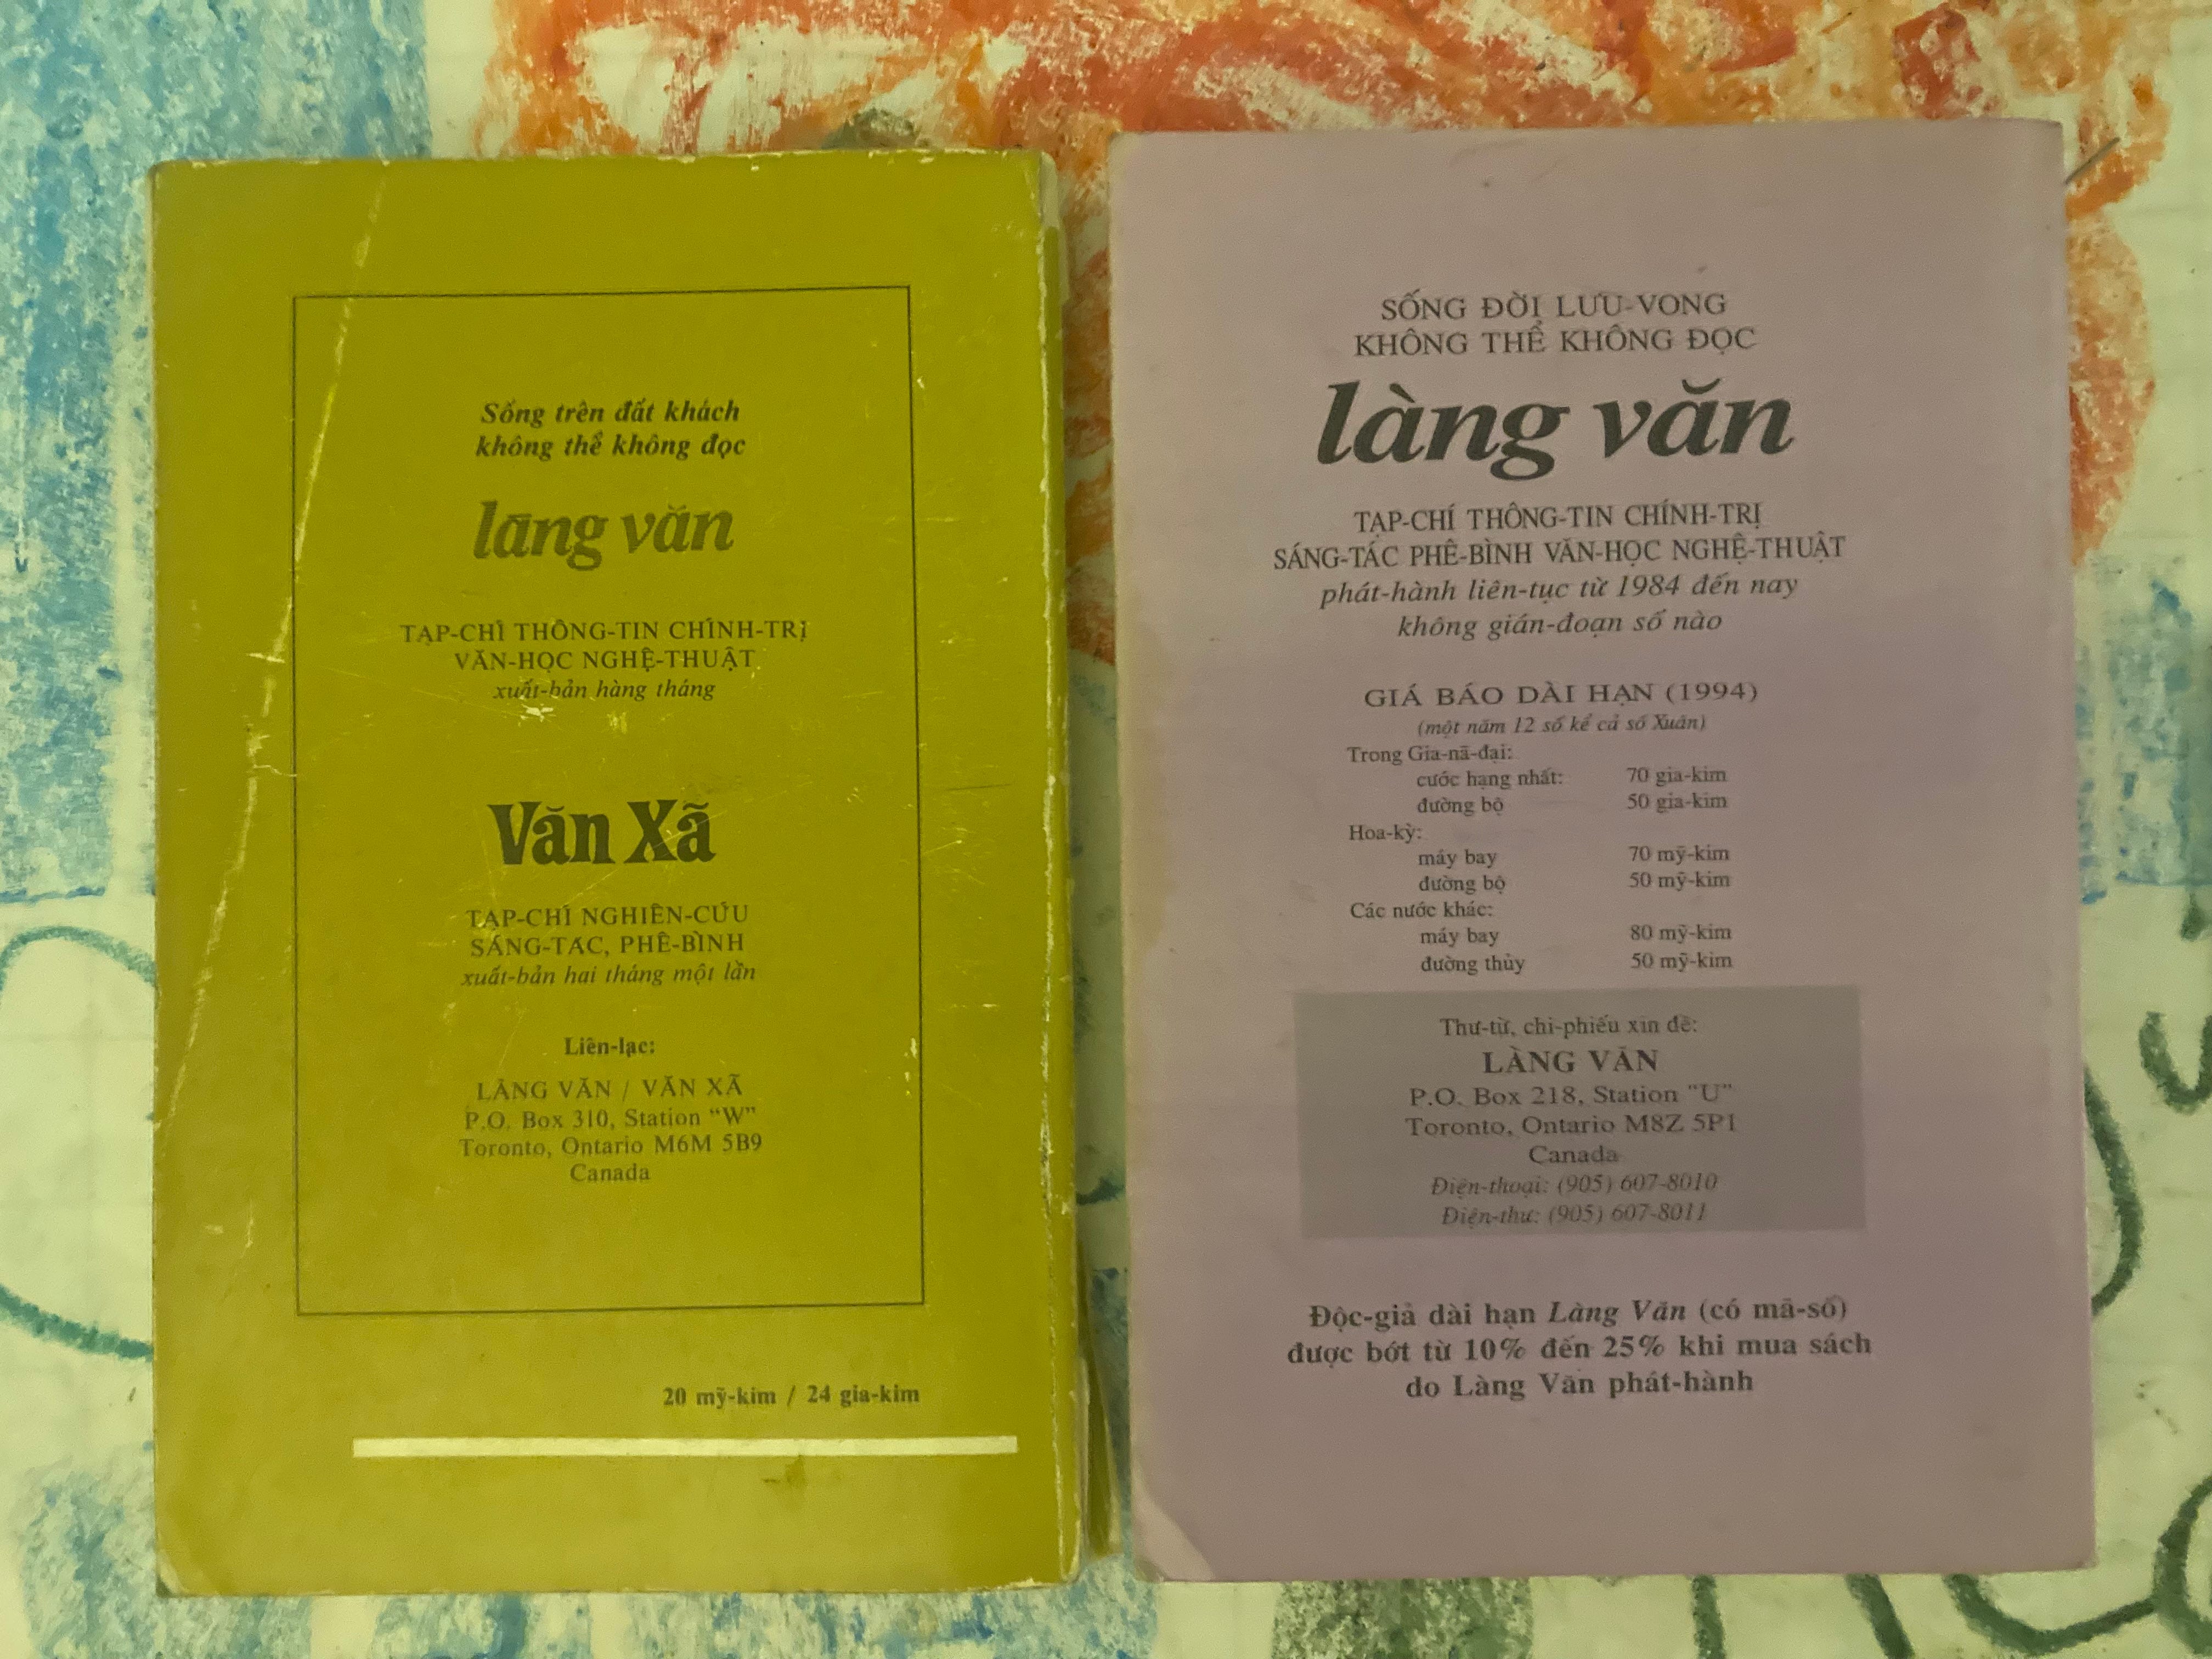 Sống trên đất khách
không thể không đọc
làng văn
TẠP-CHÍ THÔNG-TIN CHÍNH-TRỊ
VĂN-HỌC NGHỆ-THUẬT
xuất-bản hàng tháng
Văn Xã
TẠP-CHÍ NGHIÊN-CỨU
SÁNG-TÁC, PHÊ-BÌNH
xuất-bản hai tháng một lần
Liên-lạc:
LÀNG VĂN / VĂN XÃ
P.O. Box 310, Station “W”
Toronto, Ontario M6M 5B9
Canada
20 mỹ-kim / 24 gia-kim
SỐNG ĐỜI LƯU-VONG
KHÔNG THỂ KHÔNG ĐỌC
làng văn
TẠP-CHÍ THÔNG-TIN CHÍNH-TRỊ
SÁNG-TÁC PHÊ-BÌNH VĂN-HỌC NGHỆ-THUẬT
phát-hành liên-tục từ 1984 đến nay
không gián-đoạn số nào
GIÁ BÁO DÀI HẠN (1994)
(một năm 12 số kể cả số Xuân)
Trong Gia-nã-đại:
cước hạng nhất: 70 gia-kim
đường bộ 50 gia-kim
Hoa-kỳ:
máy bay 70 mỹ-kim
đường bộ 50 mỹ-kim
Các nước khác:
máy bay 80 mỹ-kim
đường thủy 50 mỹ-kim
Thư-từ, chi-phiếu xin đề:
LÀNG VĂN
P.O. Box 218, Station "U"
Toronto, Ontario M8Z 5P1
Canada
Điện-thoại: (905) 607-8010
Điện-thư: (905) 607-8011
Độc-giả dài hạn Làng Văn (có mã-số)
được bớt từ 10% đến 25% khi mua sách
do Làng Văn phát-hành